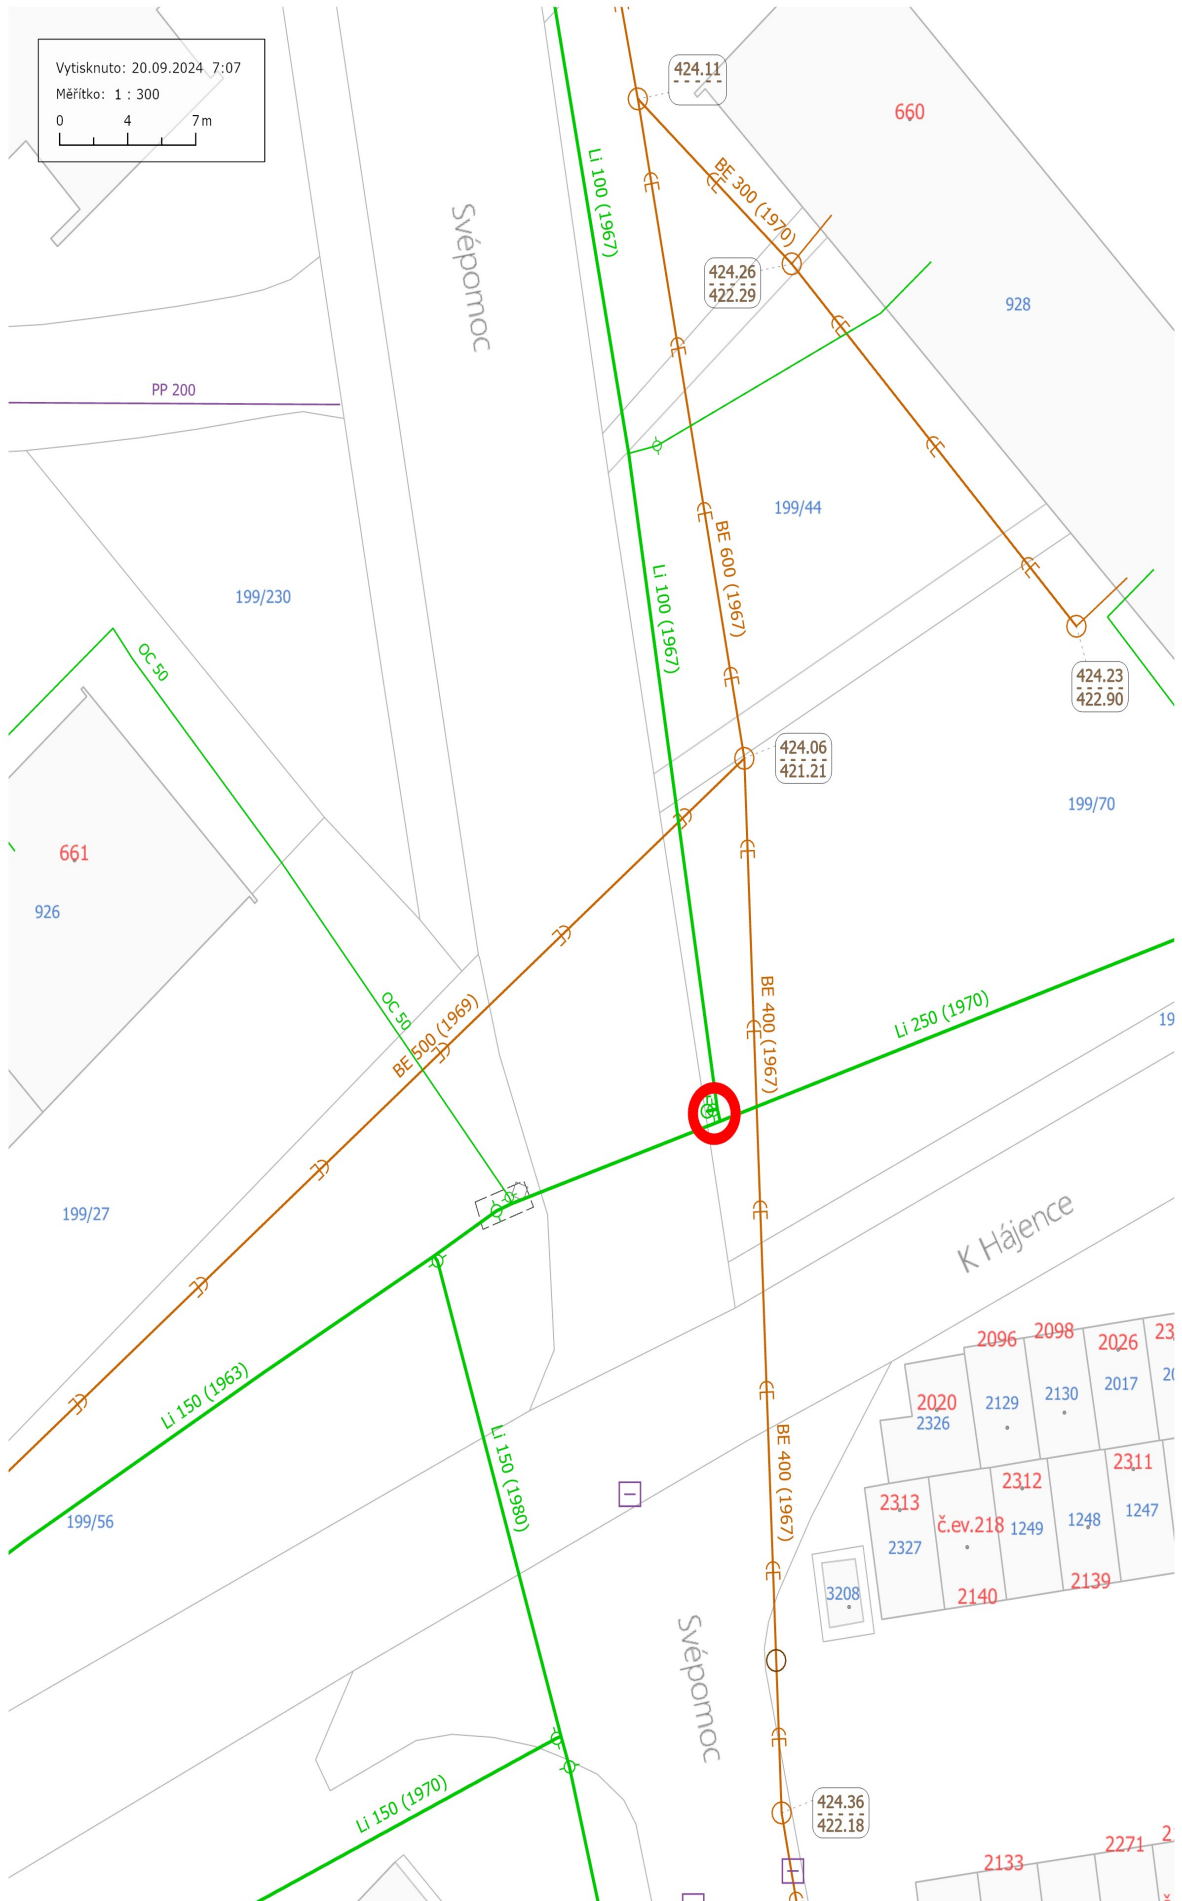 Vytisknuto: 20.09.2024 7:07
Měřítko: 1 : 300
0 4 7 m
424.11
660
Li 100 (1967)
BE 300 (1970)
Svépomoc
424.26
422.29
928
PP 200
199/44
BE 600 (1967)
Li 100 (1967)
199/230
OC 50
424.23
422.90
424.06
421.21
199/70
661
926
OC 50
BE 500 (1969)
BE 400 (1967)
Li 250 (1970)
19
199/27
K Hájence
2096
2098
2026
23
2020
2326
2129
2130
2017
20
Li 150 (1963)
Li 150 (1980)
BE 400 (1967)
2313
2312
2311
2327
č.ev.218
1249
1248
1247
199/56
2140
2139
3208
Svépomoc
Li 150 (1970)
424.36
422.18
2133
2271
2